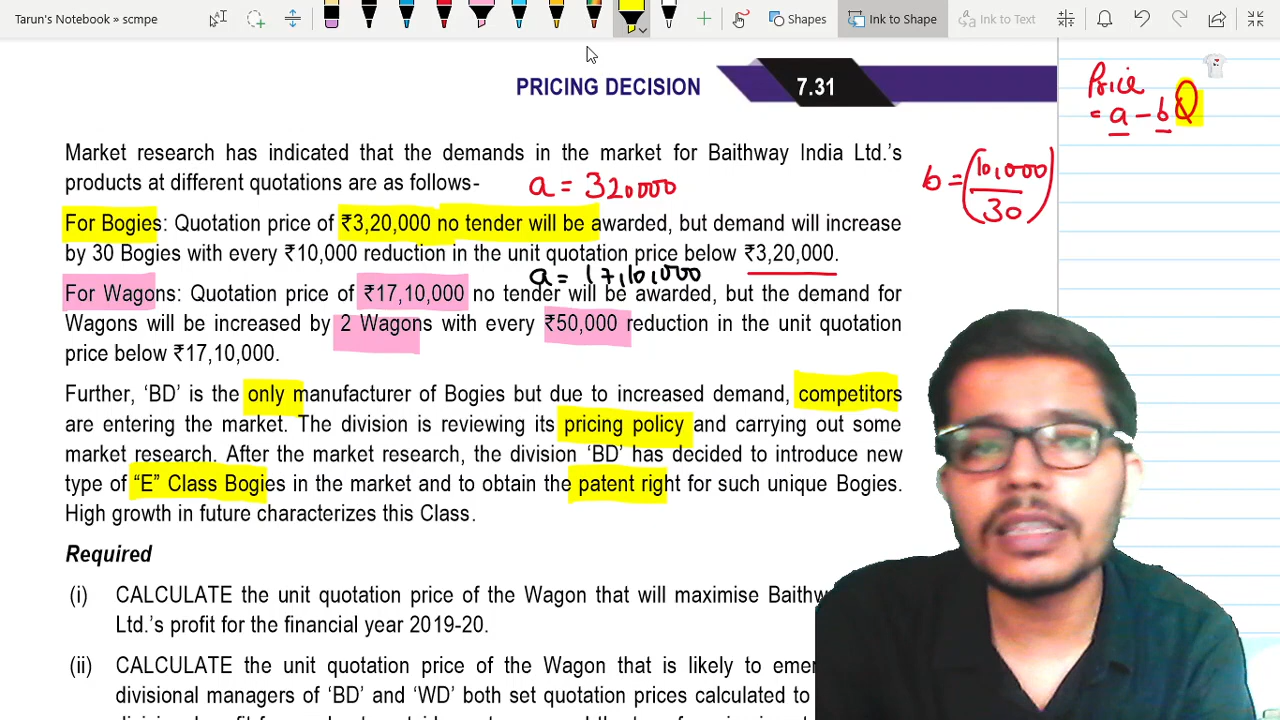 Tarun's Notebook » scmpe
Shapes
Ink to Shape
Ink to Text
PRICING DECISION 7.31
Price
= a - bQ
Market research has indicated that the demands in the market for Baithway India Ltd.'s
products at different quotations are as follows-
a = 320000
b = (10,000/30)
For Bogies: Quotation price of ₹3,20,000 no tender will be awarded, but demand will increase
by 30 Bogies with every ₹10,000 reduction in the unit quotation price below ₹3,20,000.
a = 17,10,000
For Wagons: Quotation price of ₹17,10,000 no tender will be awarded, but the demand for
Wagons will be increased by 2 Wagons with every ₹50,000 reduction in the unit quotation
price below ₹17,10,000.
Further, 'BD' is the only manufacturer of Bogies but due to increased demand, competitors
are entering the market. The division is reviewing its pricing policy and carrying out some
market research. After the market research, the division 'BD' has decided to introduce new
type of "E" Class Bogies in the market and to obtain the patent right for such unique Bogies.
High growth in future characterizes this Class.
Required
(i) CALCULATE the unit quotation price of the Wagon that will maximise
Ltd.'s profit for the financial year 2019-20.
(ii) CALCULATE the unit quotation price of the Wagon that is likely to
divisional managers of 'BD' and 'WD' both set quotation prices calculated to